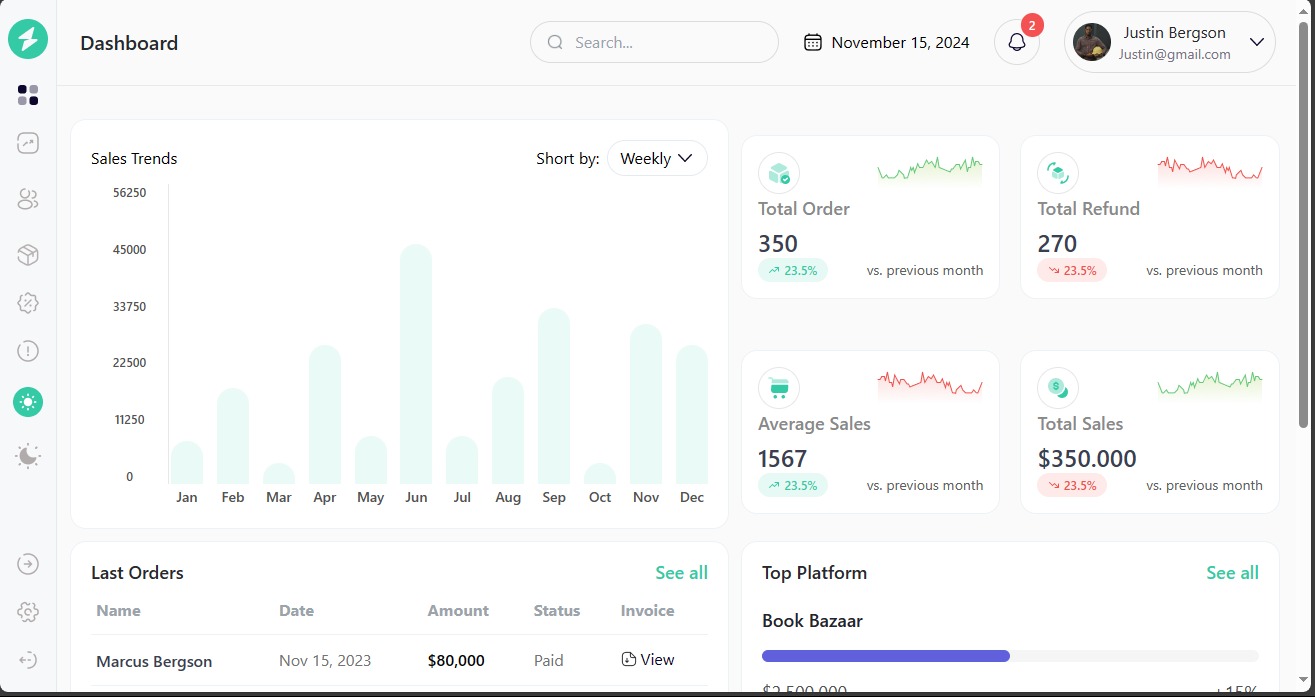 Dashboard
Search...
November 15, 2024
2
Justin Bergson
Justin@gmail.com
Sales Trends
Short by:
Weekly
56250
45000
33750
22500
11250
0
Jan Feb Mar Apr May Jun Jul Aug Sep Oct Nov Dec
Total Order
350
23.5% vs. previous month
Total Refund
270
23.5% vs. previous month
Average Sales
1567
23.5% vs. previous month
Total Sales
$350.000
23.5% vs. previous month
Last Orders See all
Name Date Amount Status Invoice
Marcus Bergson Nov 15, 2023 $80,000 Paid View
Top Platform See all
Book Bazaar
$2,500,000 +15%